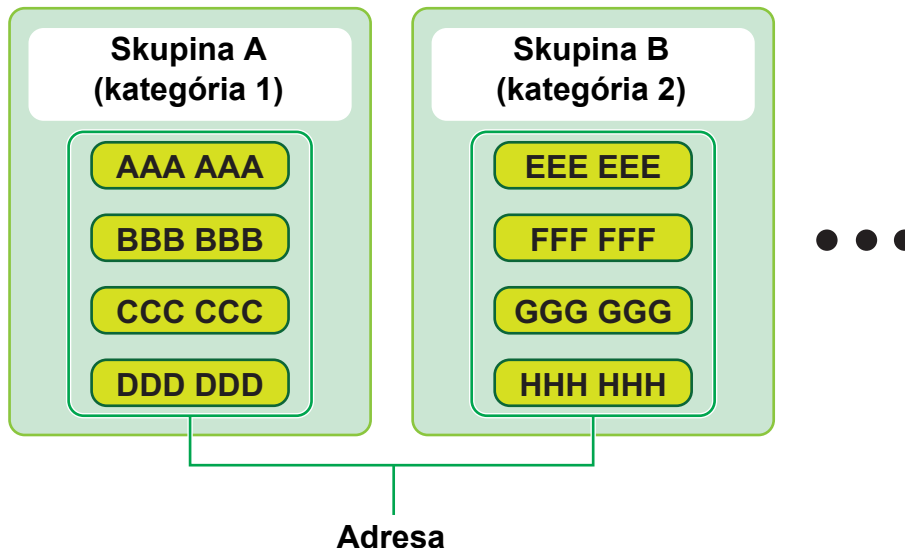 Skupina A
(kategória 1)
AAA AAA
BBB BBB
CCC CCC
DDD DDD
Skupina B
(kategória 2)
EEE EEE
FFF FFF
GGG GGG
HHH HHH
Adresa